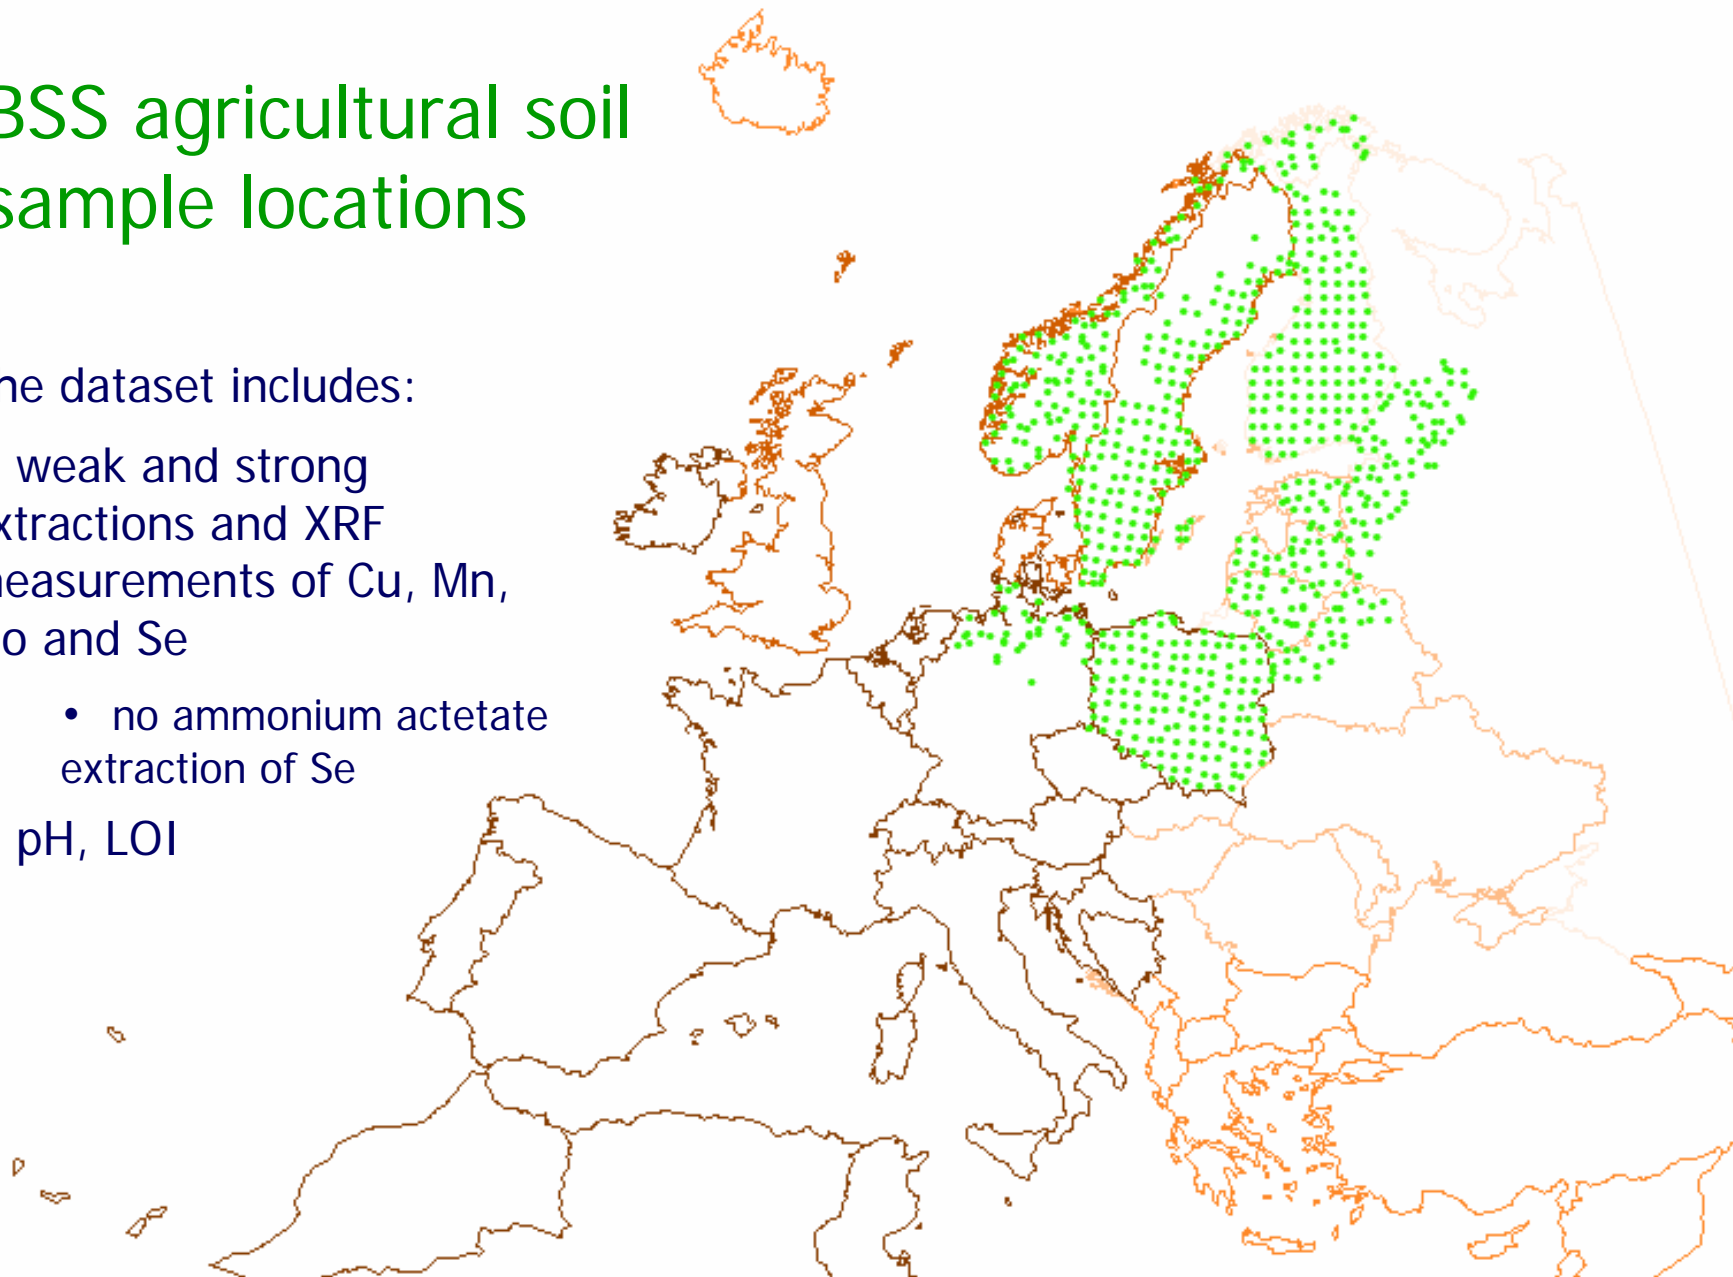 BSS agricultural soil
sample locations
he dataset includes:
weak and strong
xtractions and XRF
neasurements of Cu, Mn,
o and Se
• no ammonium actetate
extraction of Se
pH, LOI